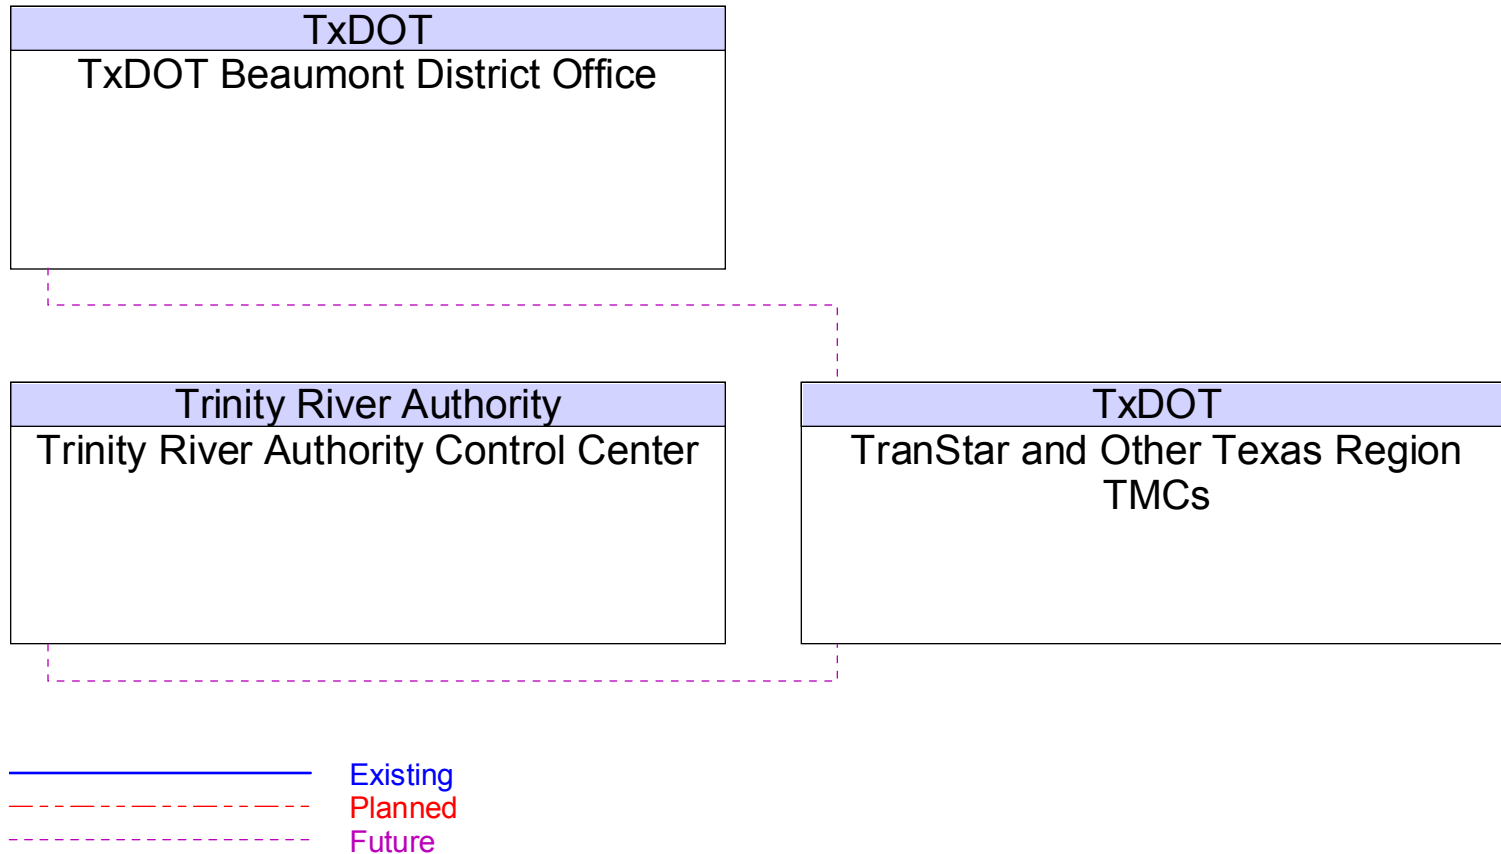 TxDOT
TxDOT Beaumont District Office
Trinity River Authority
Trinity River Authority Control Center
TxDOT
TranStar and Other Texas Region
TMCs
Existing
Planned
Future